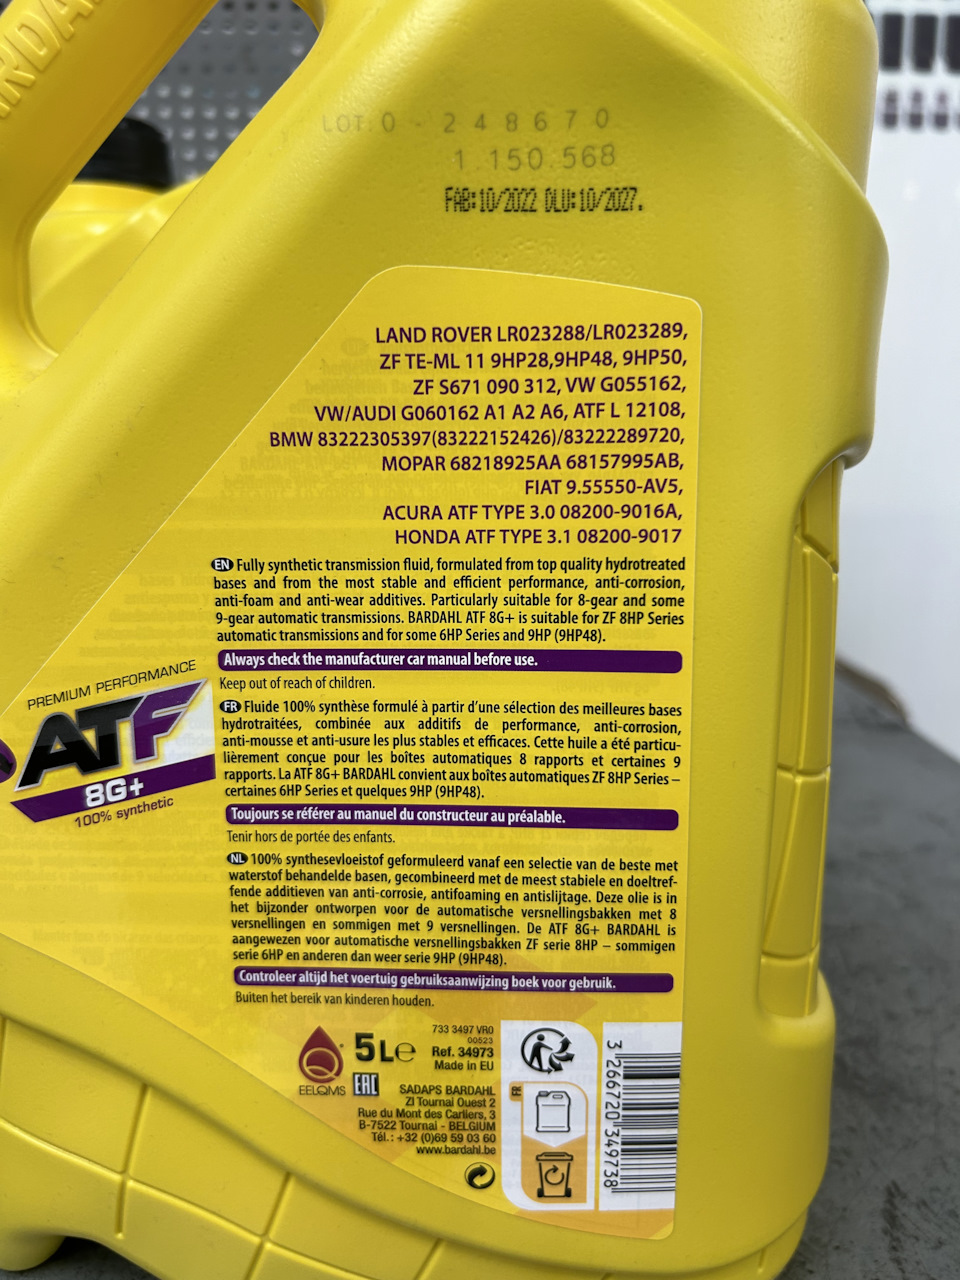 LOT: 0 - 248670
1.150.568
FAB:10/2022 DLU:10/2027.
LAND ROVER LR023288/LR023289,
ZF TE-ML 11 9HP28,9HP48, 9HP50,
ZF S671 090 312, VW G055162,
VW/AUDI G060162 A1 A2 A6, ATF L 12108,
BMW 83222305397(83222152426)/83222289720,
MOPAR 68218925AA 68157995AB,
FIAT 9.55550-AV5,
ACURA ATF TYPE 3.0 08200-9016A,
HONDA ATF TYPE 3.1 08200-9017
EN Fully synthetic transmission fluid, formulated from top quality hydrotreated
bases and from the most stable and efficient performance, anti-corrosion,
anti-foam and anti-wear additives. Particularly suitable for 8-gear and some
9-gear automatic transmissions. BARDAHL ATF 8G+ is suitable for ZF 8HP Series
automatic transmissions and for some 6HP Series and 9HP (9HP48).
Always check the manufacturer car manual before use.
Keep out of reach of children.
PREMIUM PERFORMANCE
ATF
8G+
100% synthetic
FR Fluide 100% synthèse formulé à partir d'une sélection des meilleures bases
hydrotraitées, combinée aux additifs de performance, anti-corrosion,
anti-mousse et anti-usure les plus stables et efficaces. Cette huile a été particu-
lièrement conçue pour les boîtes automatiques 8 rapports et certaines 9
rapports. La ATF 8G+ BARDAHL convient aux boîtes automatiques ZF 8HP Series –
certaines 6HP Series et quelques 9HP (9HP48).
Toujours se référer au manuel du constructeur au préalable.
Tenir hors de portée des enfants.
NL 100% synthesevloeistof geformuleerd vanaf een selectie van de beste met
waterstof behandelde basen, gecombineerd met de meest stabiele en doeltref-
fende additieven van anti-corrosie, antifoaming en antislijtage. Deze olie is in
het bijzonder ontworpen voor de automatische versnellingsbakken met 8
versnellingen en sommigen met 9 versnellingen. De ATF 8G+ BARDAHL is
aangewezen voor automatische versnellingsbakken ZF serie 8HP – sommigen
serie 6HP en anderen dan weer serie 9HP (9HP48).
Controleer altijd het voertuig gebruiksaanwijzing boek voor gebruik.
Buiten het bereik van kinderen houden.
EELQMS
EAC
5 L e
733 3497 VR0
00523
Ref. 34973
Made in EU
SADAPS BARDAHL
ZI Tournai Ouest 2
Rue du Mont des Carliers, 3
B-7522 Tournai - BELGIUM
Tél.: +32 (0)69 59 03 60
www.bardahl.be
FR
3 266720 349738